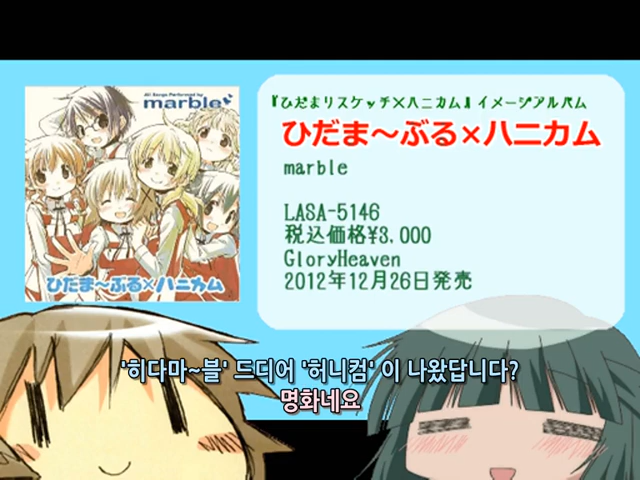 All Songs Performed by
marble
ひだま～ぶる×ハニカム
『ひだまりスケッチ×ハニカム』イメージアルバム
ひだま～ぶる×ハニカム
marble
LASA-5146
税込価格¥3,000
GloryHeaven
2012年12月26日発売
'히다마~블' 드디어 '허니컴' 이 나왔답니다?
명화네요